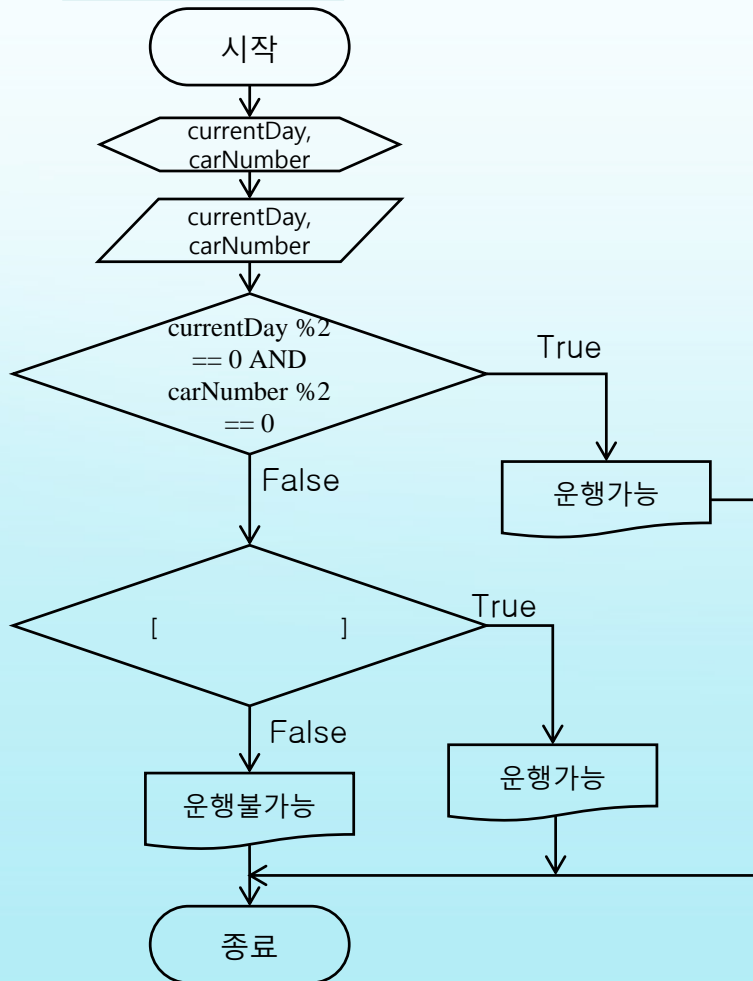 시작
currentDay,
carNumber
currentDay,
carNumber
currentDay %2
== 0 AND
carNumber %2
== 0
True
False
운행가능
[ ]
True
False
운행가능
운행불가능
종료